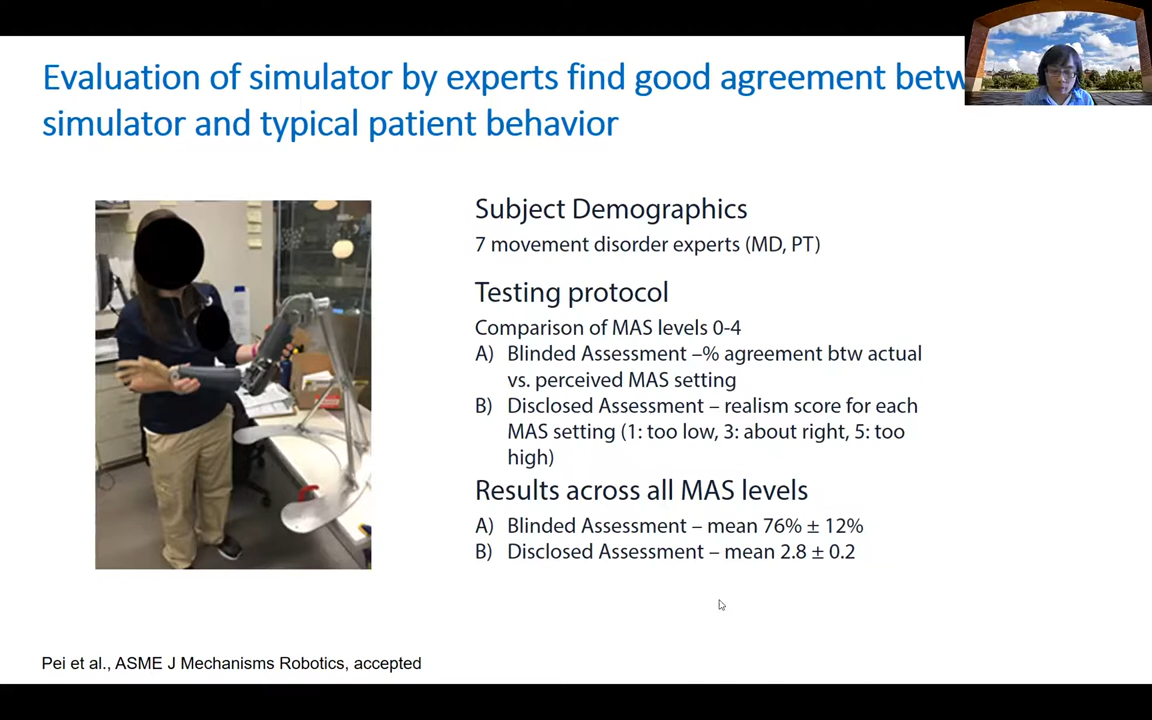 Evaluation of simulator by experts find good agreement
simulator and typical patient behavior
Subject Demographics
7 movement disorder experts (MD, PT)
Testing protocol
Comparison of MAS levels 0-4
A) Blinded Assessment –% agreement btw actual
vs. perceived MAS setting
B) Disclosed Assessment – realism score for each
MAS setting (1: too low, 3: about right, 5: too
high)
Results across all MAS levels
A) Blinded Assessment – mean 76% ± 12%
B) Disclosed Assessment – mean 2.8 ± 0.2
Pei et al., ASME J Mechanisms Robotics, accepted